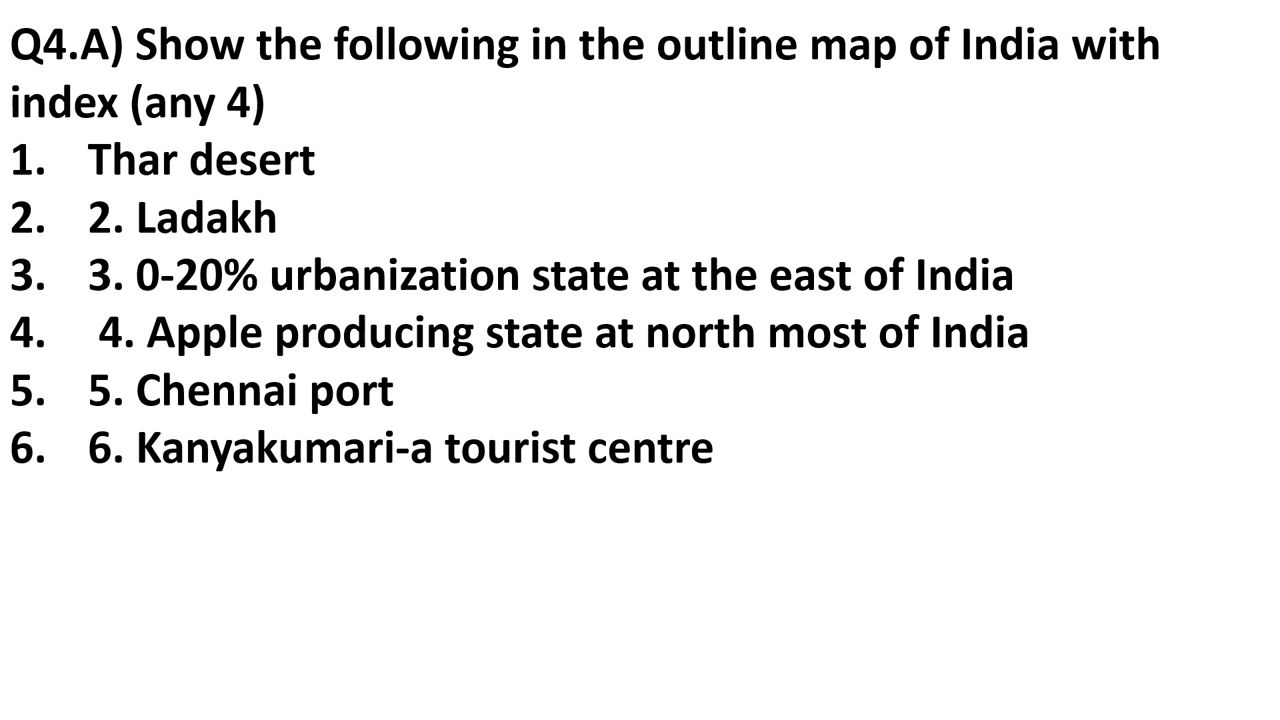 Q4.A) Show the following in the outline map of India with
index (any 4)
1. Thar desert
2. 2. Ladakh
3. 3. 0-20% urbanization state at the east of India
4. 4. Apple producing state at north most of India
5. 5. Chennai port
6. 6. Kanyakumari-a tourist centre